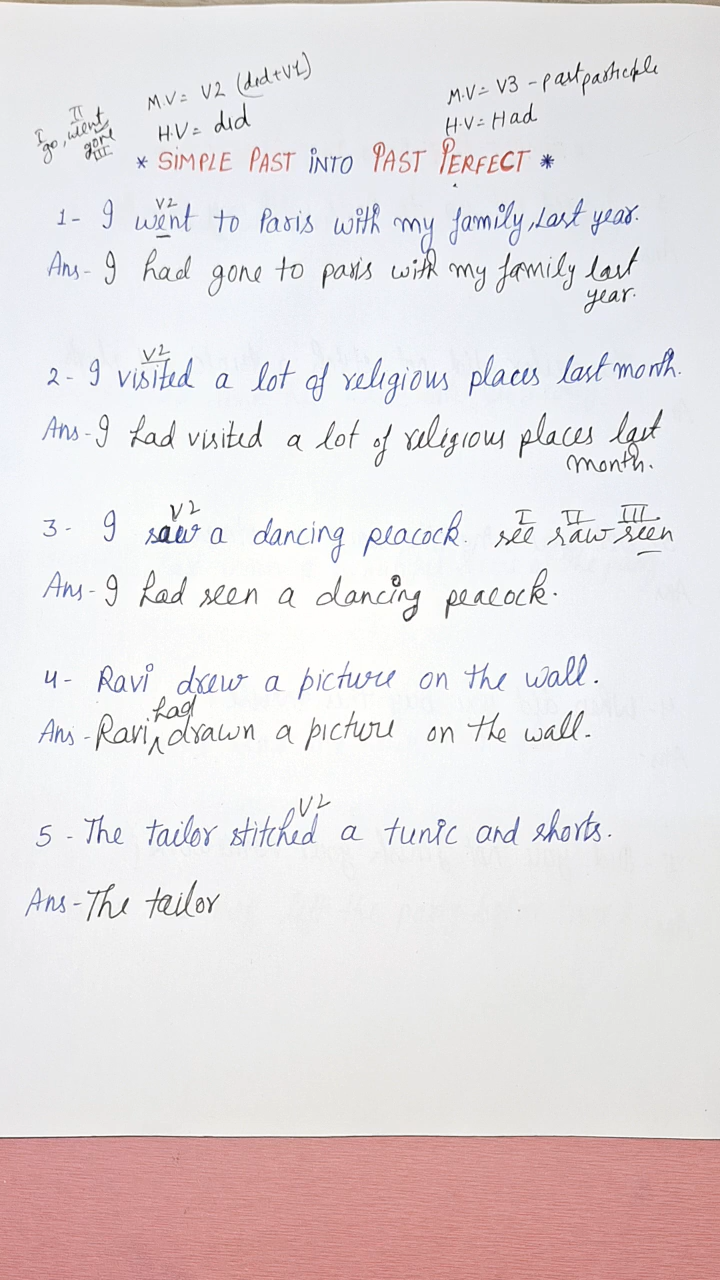 M.V = V2 (did+V1)
H.V = did
M.V = V3 - past participle
H.V = Had
I II
go, went
gone
III
* SIMPLE PAST INTO PAST PERFECT *
V2
1- I went to Paris with my family, Last year.
Ans- I had gone to paris with my family last
year.
V2
2- I visited a lot of religious places last month.
Ans- I had visited a lot of religious places last
month.
V2 I II III
3- I saw a dancing peacock. see saw seen
Ans- I had seen a dancing peacock.
4- Ravi drew a picture on the wall.
had
Ans- Ravi ^ drawn a picture on the wall.
V2
5- The tailor stitched a tunic and shorts.
Ans- The tailor